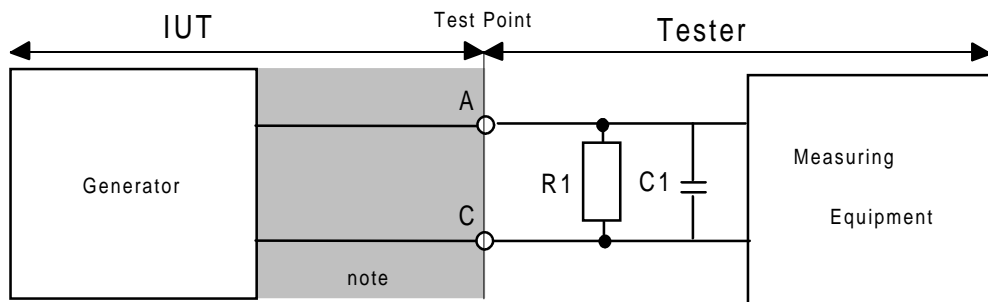 IUT
Test Point
Tester
A
Generator
R1
C1
Measuring
Equipment
C
note